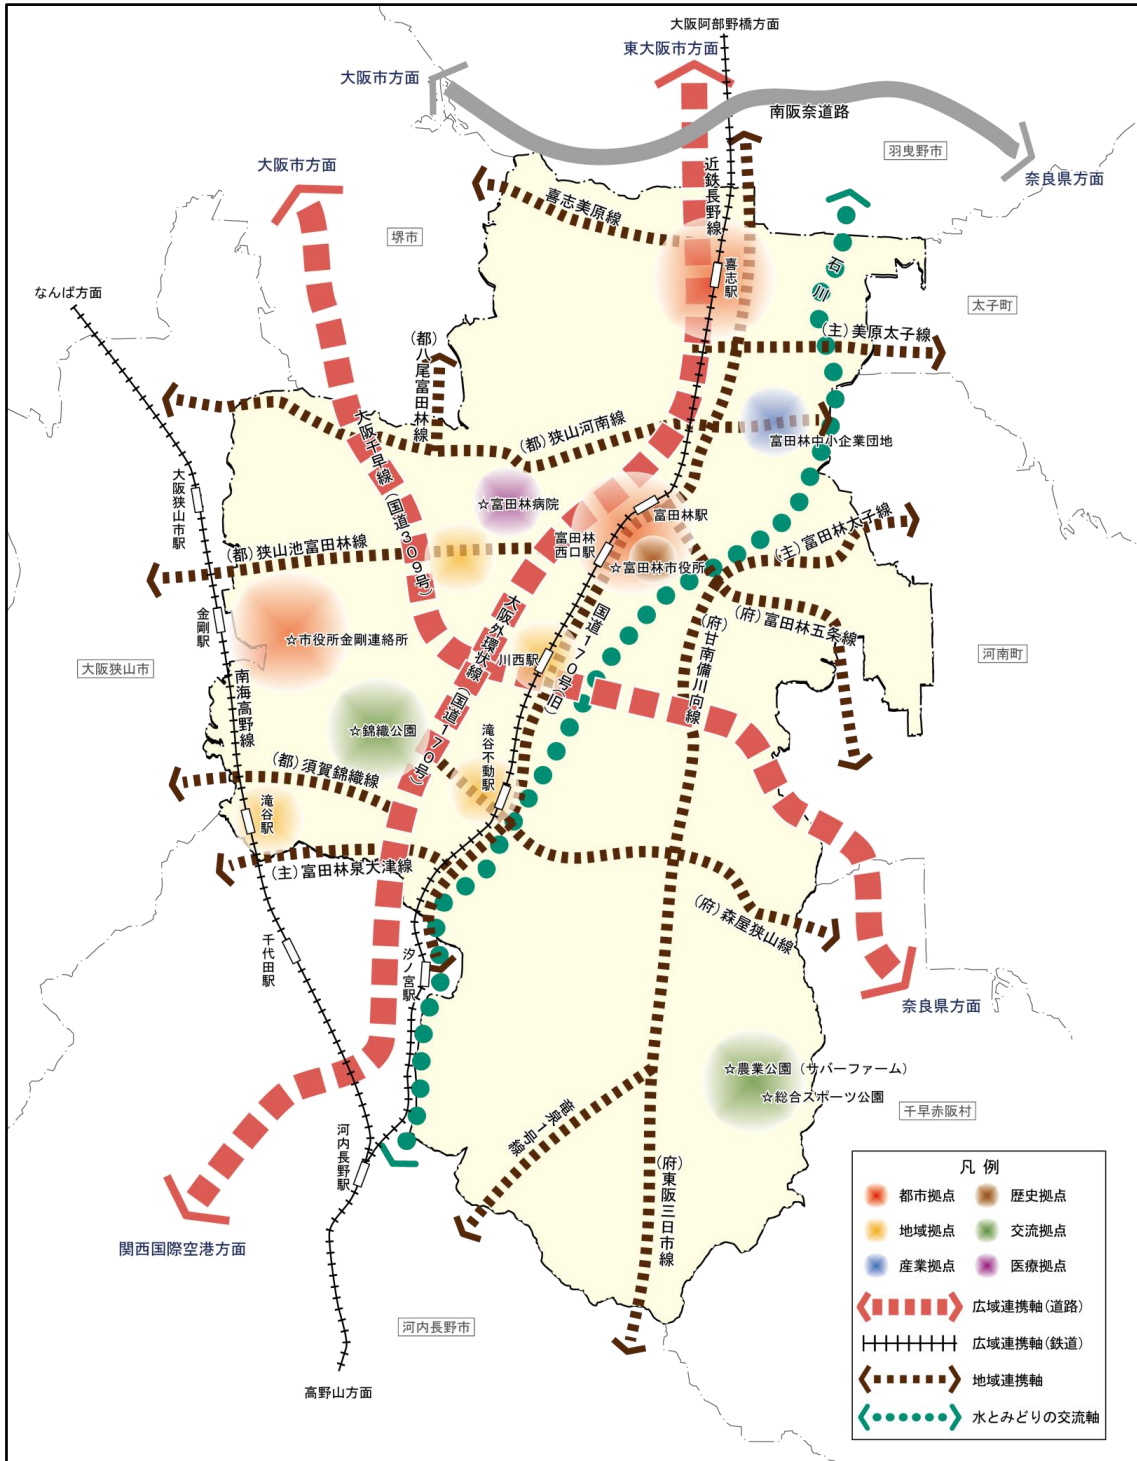 大阪阿部野橋方面
東大阪市方面
大阪市方面
南阪奈道路
羽曳野市
奈良県方面
大阪市方面
近鉄長野線
喜志美原線
堺市
石川
喜志駅
なんば方面
太子町
(主)美原太子線
(都)八尾富田林線
大阪千早線(国道309号)
(都)狭山河南線
富田林中小企業団地
大阪狭山市駅
☆富田林病院
富田林駅
(主)富田林太子線
富田林
西口駅
(都)狭山池富田林線
☆富田林市役所
金剛駅
大阪外環状線(国道170号)
国道170号(旧)
(府)甘南備川向線
(府)富田林五条線
☆市役所金剛連絡所
川西駅
大阪狭山市
河南町
南海高野線
☆錦織公園
滝谷不動駅
(都)須賀錦織線
滝谷駅
(主)富田林泉大津線
(府)森屋狭山線
千代田駅
汐ノ宮駅
奈良県方面
☆農業公園(サバーファーム)
☆総合スポーツ公園
千早赤阪村
竜泉1号線
河内長野駅
(府)東阪三日市線
関西国際空港方面
河内長野市
高野山方面
凡例
都市拠点
歴史拠点
地域拠点
交流拠点
産業拠点
医療拠点
広域連携軸(道路)
広域連携軸(鉄道)
地域連携軸
水とみどりの交流軸